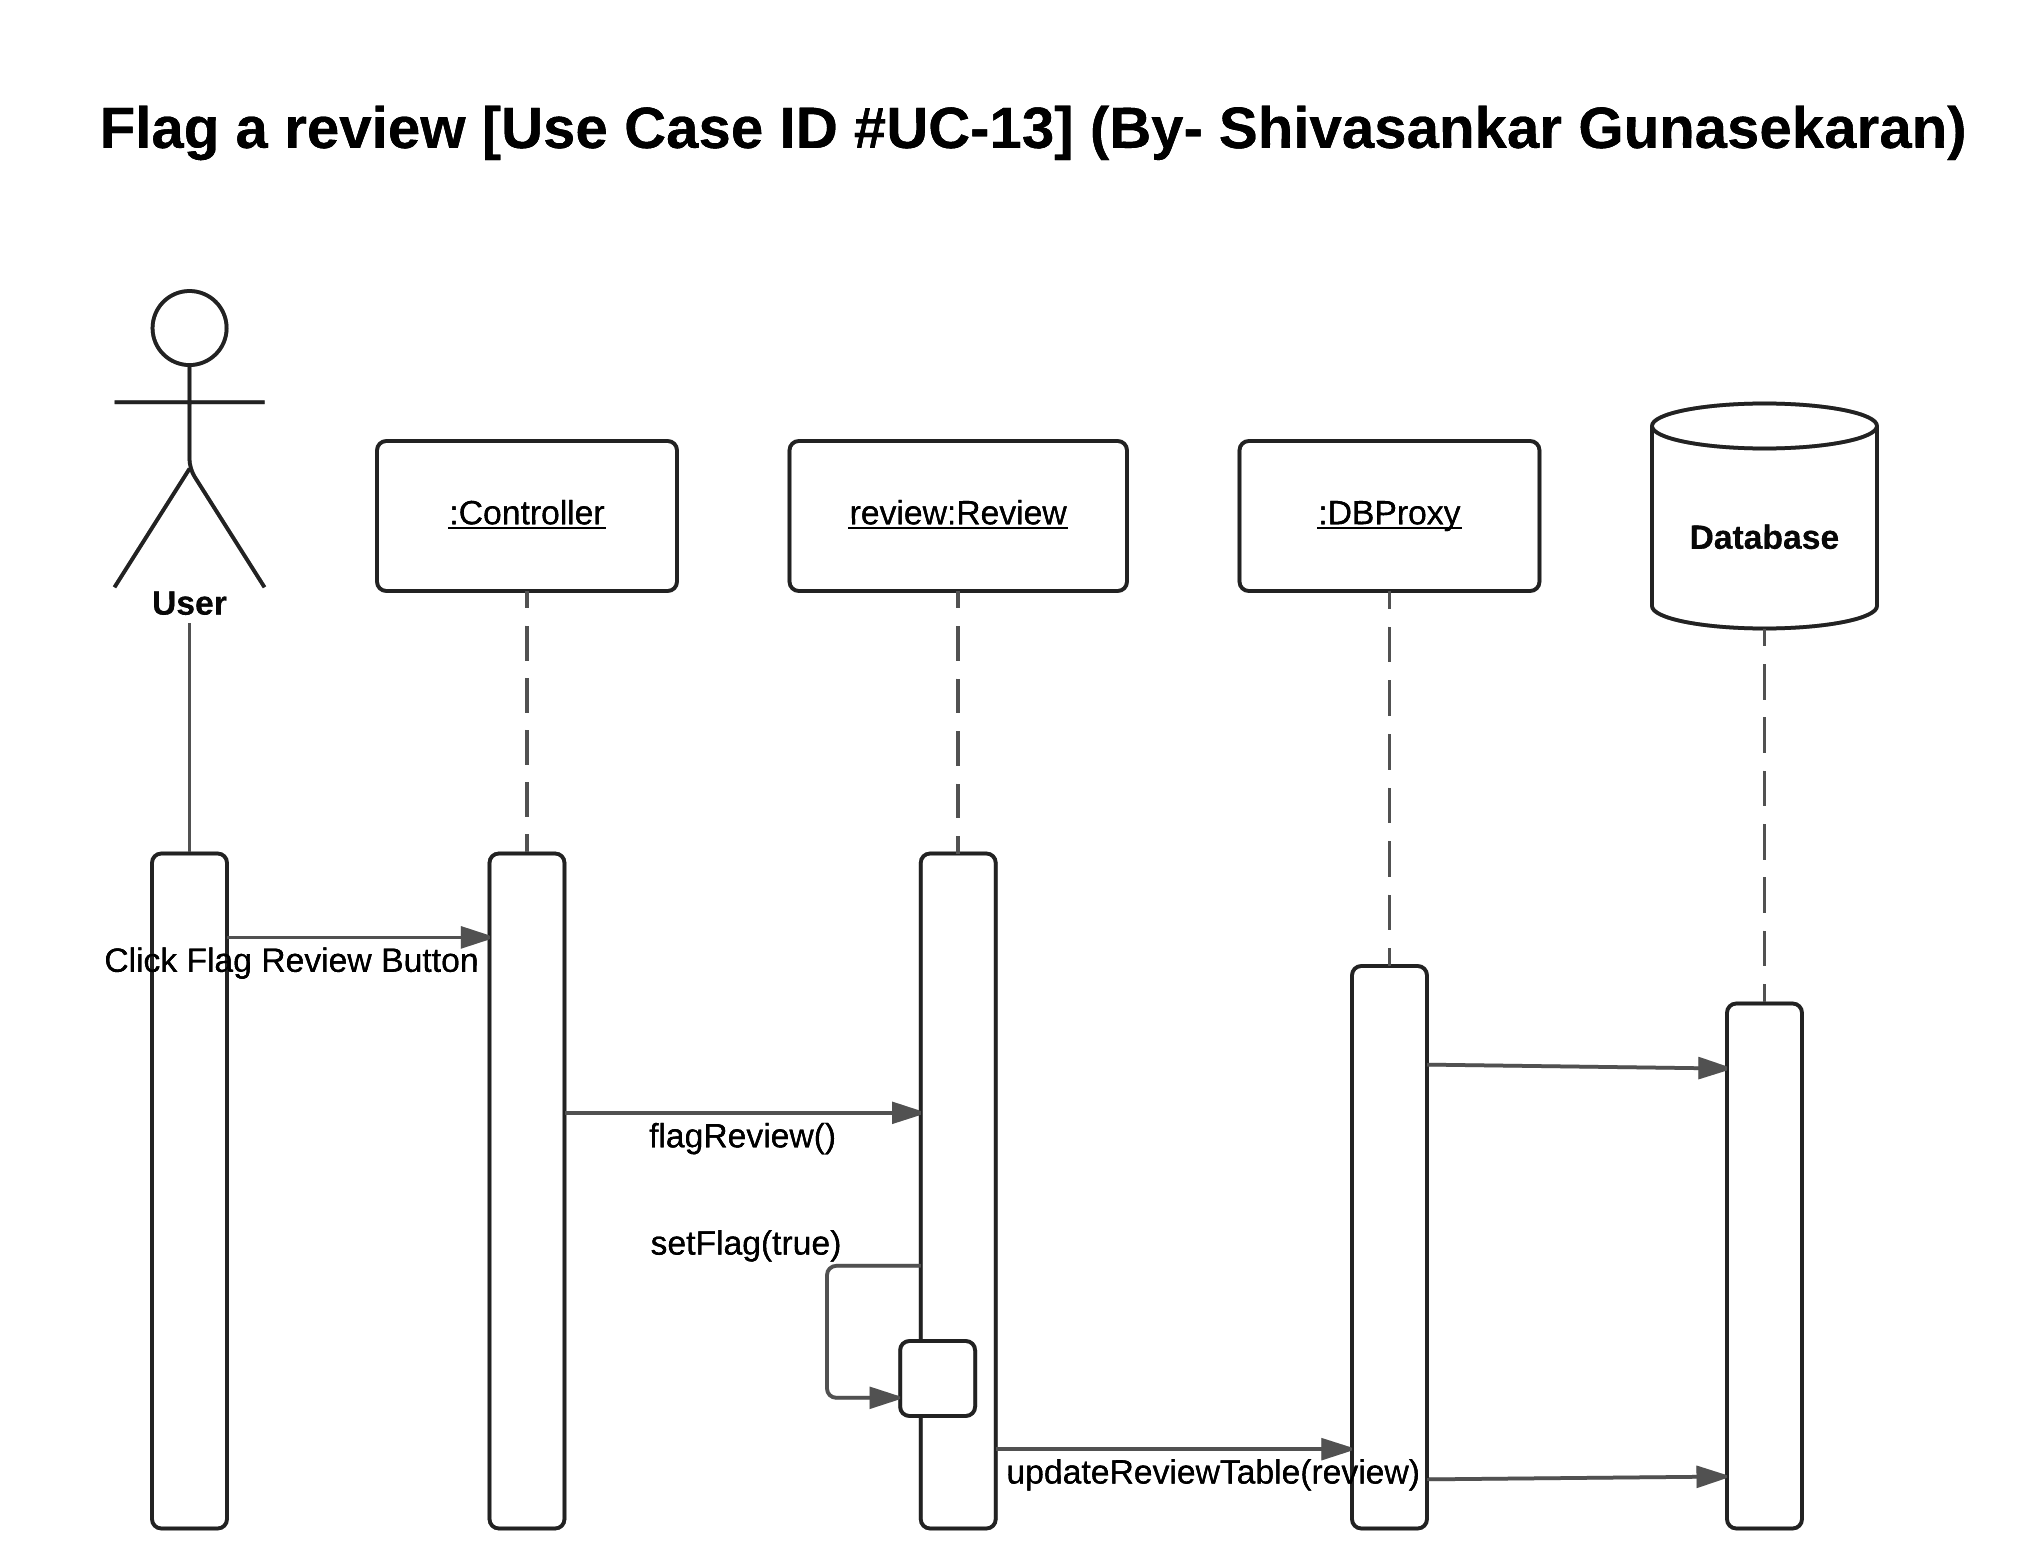 Flag a review [Use Case ID #UC-13] (By- Shivasankar Gunasekaran)
:Controller
review:Review
:DBProxy
Database
User
Click Flag Review Button
flagReview()
setFlag(true)
updateReviewTable(review)